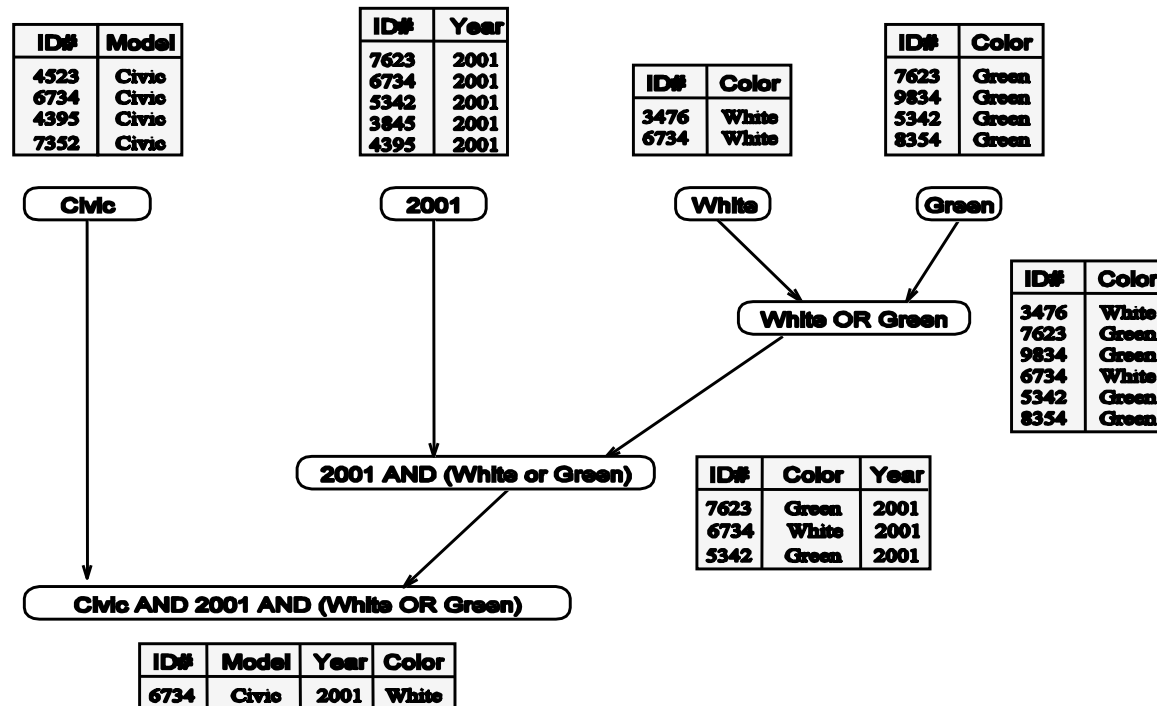 ID# Model
4523 Civic
6734 Civic
4395 Civic
7352 Civic
ID# Year
7623 2001
6734 2001
5342 2001
3845 2001
4395 2001
ID# Color
3476 White
6734 White
ID# Color
7623 Green
9834 Green
5342 Green
8354 Green
Civic
2001
White
Green
White OR Green
ID# Color
3476 White
7623 Green
9834 Green
6734 White
5342 Green
8354 Green
2001 AND (White or Green)
ID# Color Year
7623 Green 2001
6734 White 2001
5342 Green 2001
Civic AND 2001 AND (White OR Green)
ID# Model Year Color
6734 Civic 2001 White